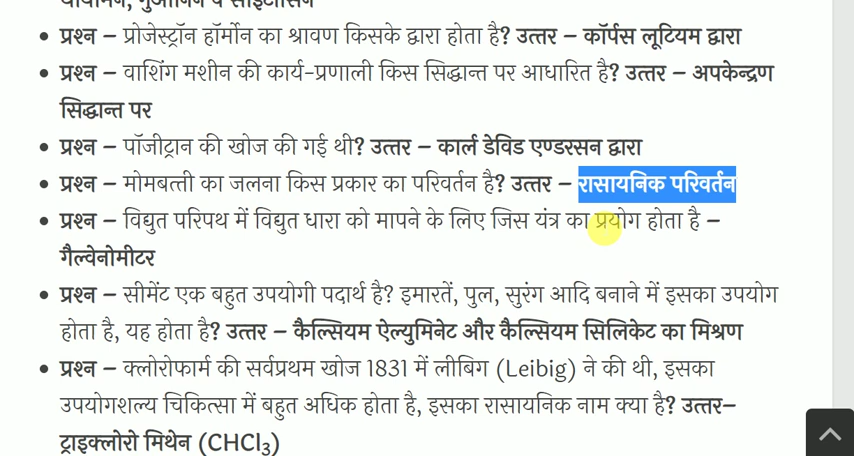 थायमिन, गुआनिन व साइटोसिन
प्रश्न – प्रोजेस्ट्रॉन हॉर्मोन का श्रावण किसके द्वारा होता है? उत्तर – कॉर्पस लूटियम द्वारा
प्रश्न – वाशिंग मशीन की कार्य-प्रणाली किस सिद्धान्त पर आधारित है? उत्तर – अपकेन्द्रण
सिद्धान्त पर
प्रश्न – पॉजीट्रान की खोज की गई थी? उत्तर – कार्ल डेविड एण्डरसन द्वारा
प्रश्न – मोमबत्ती का जलना किस प्रकार का परिवर्तन है? उत्तर – रासायनिक परिवर्तन
प्रश्न – विद्युत परिपथ में विद्युत धारा को मापने के लिए जिस यंत्र का प्रयोग होता है –
गैल्वेनोमीटर
प्रश्न – सीमेंट एक बहुत उपयोगी पदार्थ है? इमारतें, पुल, सुरंग आदि बनाने में इसका उपयोग
होता है, यह होता है? उत्तर – कैल्सियम ऐल्युमिनेट और कैल्सियम सिलिकेट का मिश्रण
प्रश्न – क्लोरोफार्म की सर्वप्रथम खोज 1831 में लीबिग (Leibig) ने की थी, इसका
उपयोगशल्य चिकित्सा में बहुत अधिक होता है, इसका रासायनिक नाम क्या है? उत्तर–
ट्राइक्लोरो मिथेन (CHCl₃)